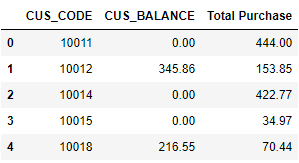 CUS_CODE CUS_BALANCE Total Purchase
0 10011 0.00 444.00
1 10012 345.86 153.85
2 10014 0.00 422.77
3 10015 0.00 34.97
4 10018 216.55 70.44